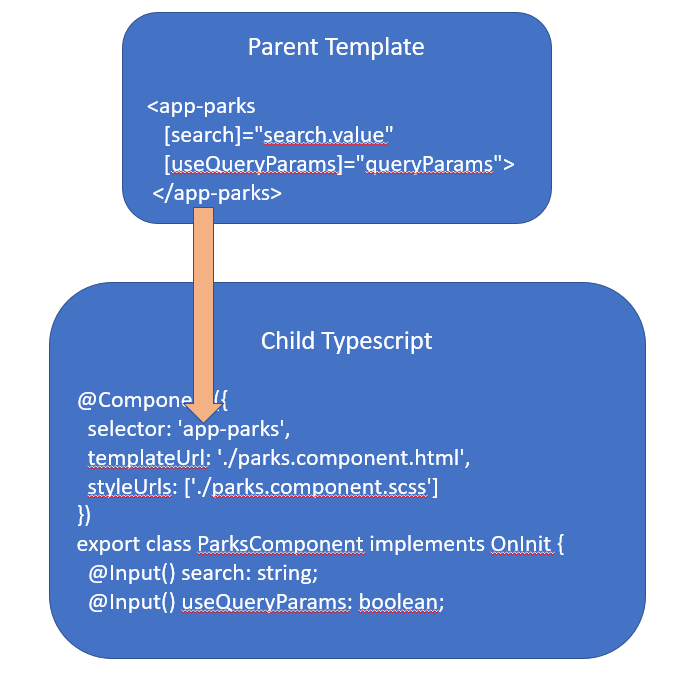 Parent Template
<app-parks
[search]="search.value"
[useQueryParams]="queryParams">
</app-parks>
Child Typescript
@Component({
selector: 'app-parks',
templateUrl: './parks.component.html',
styleUrls: ['./parks.component.scss']
})
export class ParksComponent implements OnInit {
@Input() search: string;
@Input() useQueryParams: boolean;